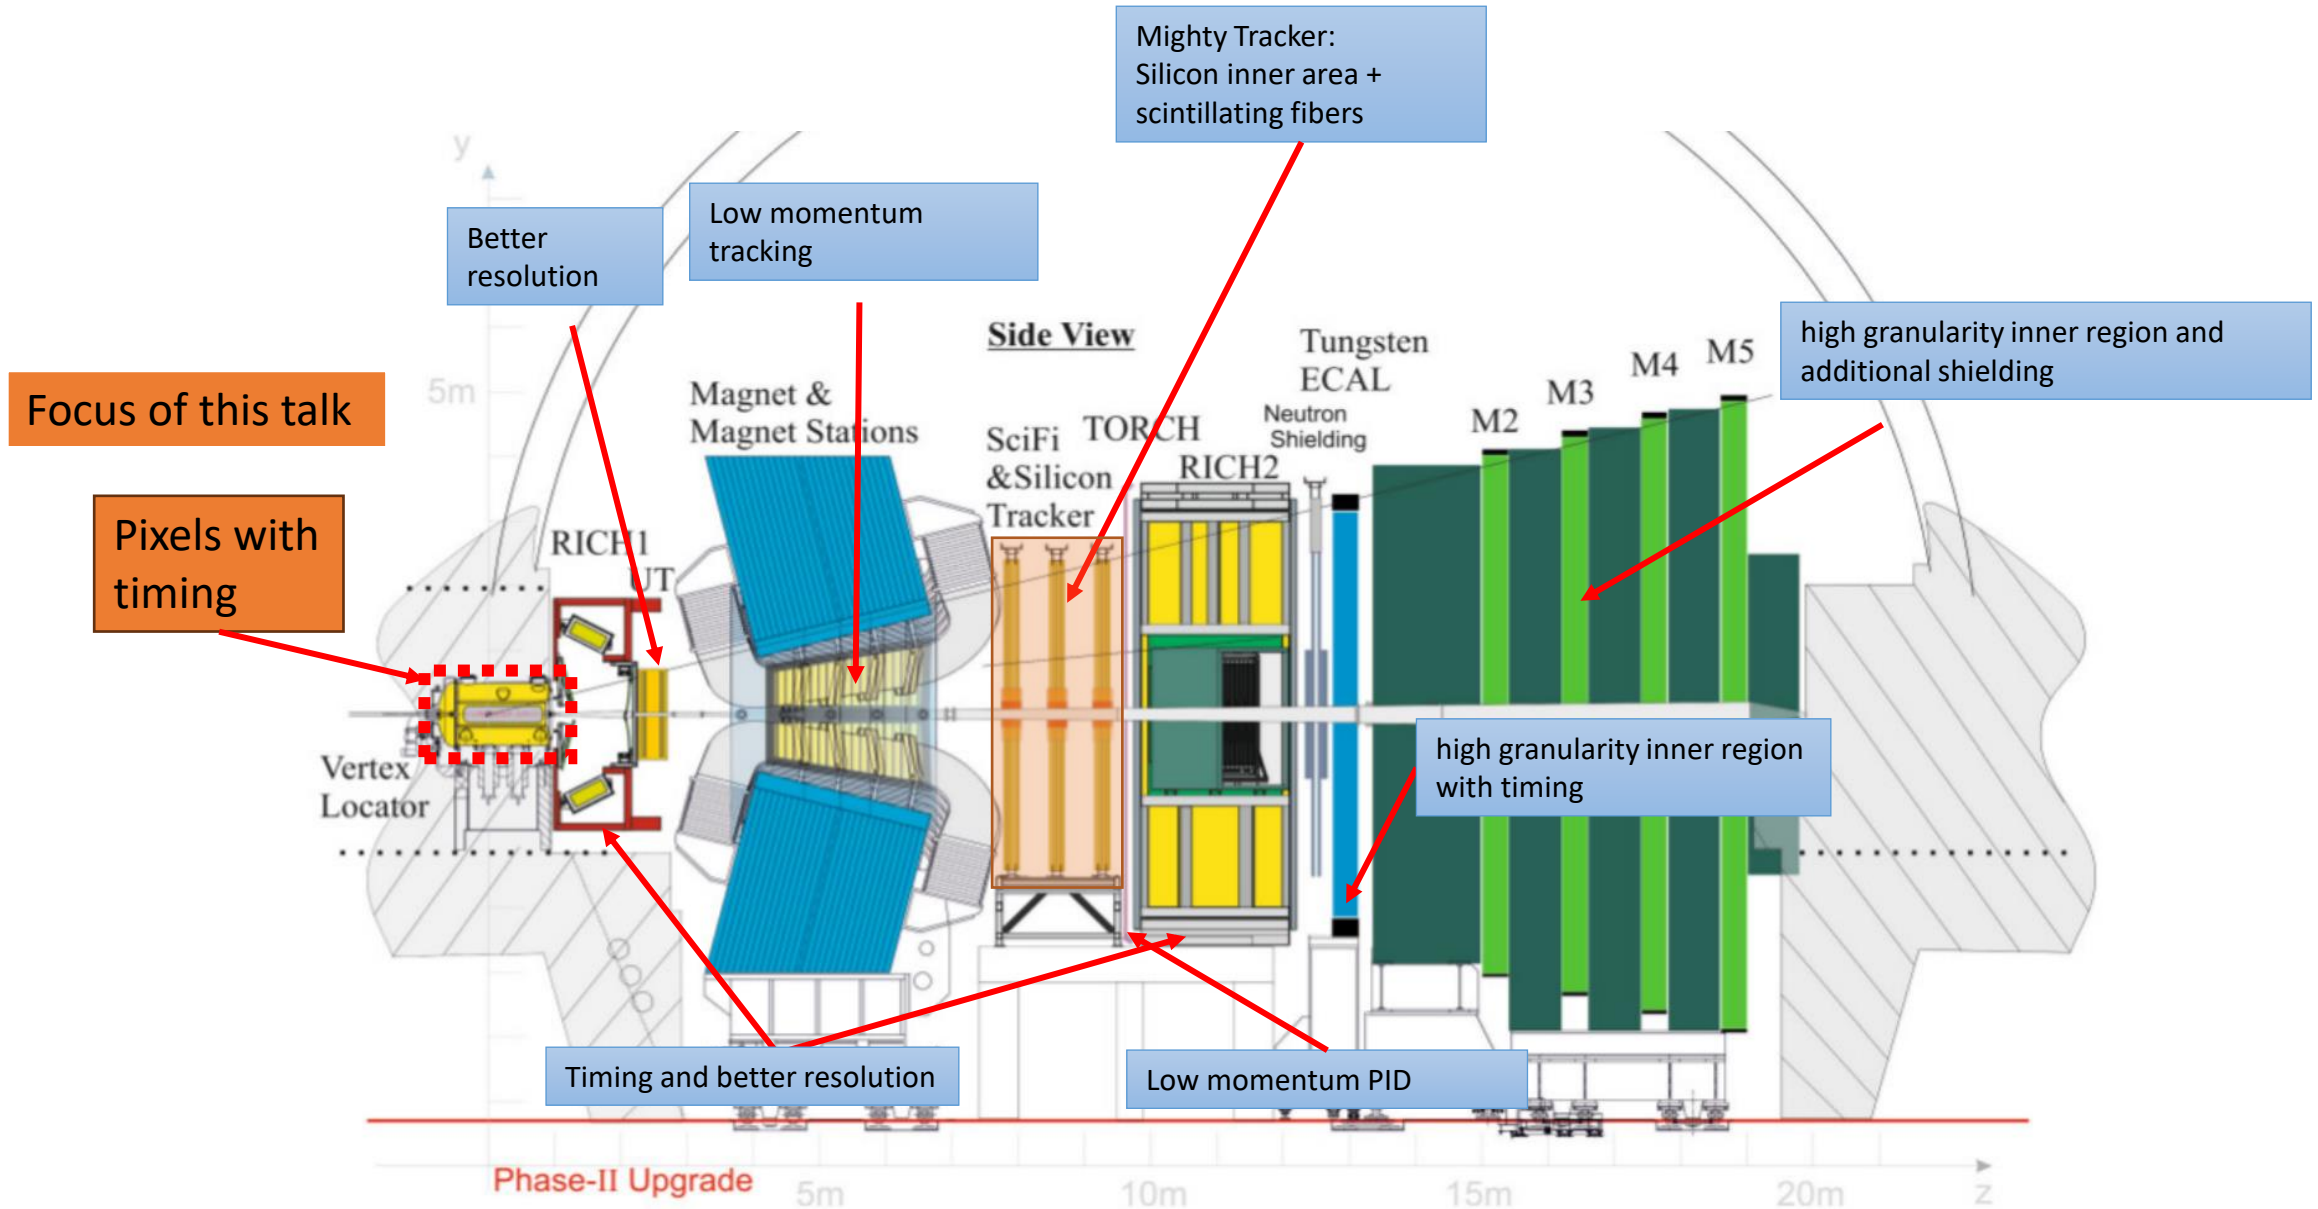 Mighty Tracker:
Silicon inner area +
scintillating fibers
y
Low momentum
tracking
Better
resolution
Side View
Tungsten
ECAL
high granularity inner region and
additional shielding
M5
M4
M3
M2
Focus of this talk
5m
Magnet &
Magnet Stations
SciFi
&Silicon
Tracker
TORCH
RICH2
Neutron
Shielding
Pixels with
timing
RICH1
UT
Vertex
Locator
high granularity inner region
with timing
Timing and better resolution
Low momentum PID
Phase-II Upgrade
5m
10m
15m
20m
z